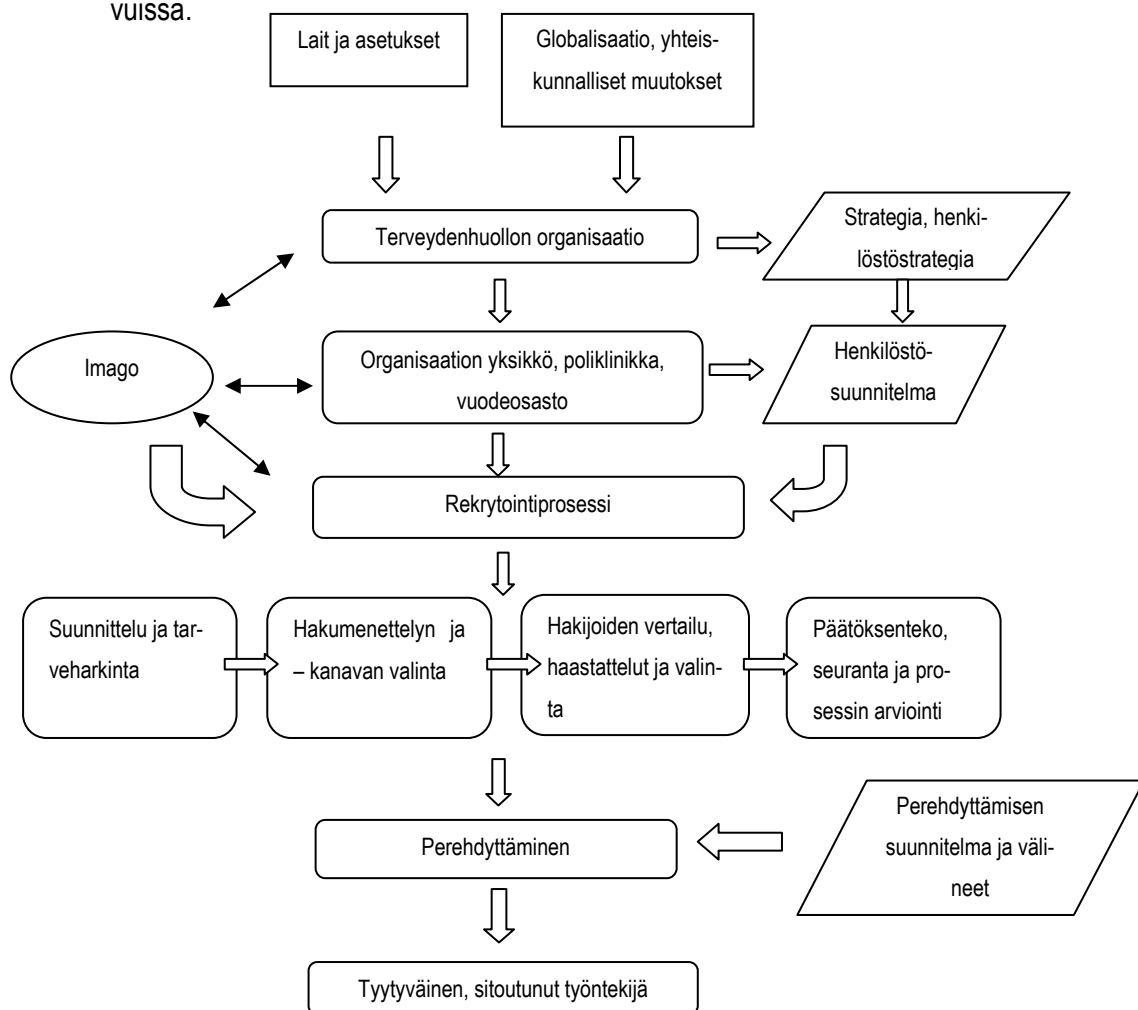 vuissa.
Lait ja asetukset
Globalisaatio, yhteis-
kunnalliset muutokset
Terveydenhuollon organisaatio
Strategia, henki-
löstöstrategia
Imago
Organisaation yksikkö, poliklinikka,
vuodeosasto
Henkilöstö-
suunnitelma
Rekrytointiprosessi
Suunnittelu ja tar-
veharkinta
Hakumenettelyn ja
– kanavan valinta
Hakijoiden vertailu,
haastattelut ja valin-
ta
Päätöksenteko,
seuranta ja pro-
sessin arviointi
Perehdyttäminen
Perehdyttämisen
suunnitelma ja väli-
neet
Tyytyväinen, sitoutunut työntekijä